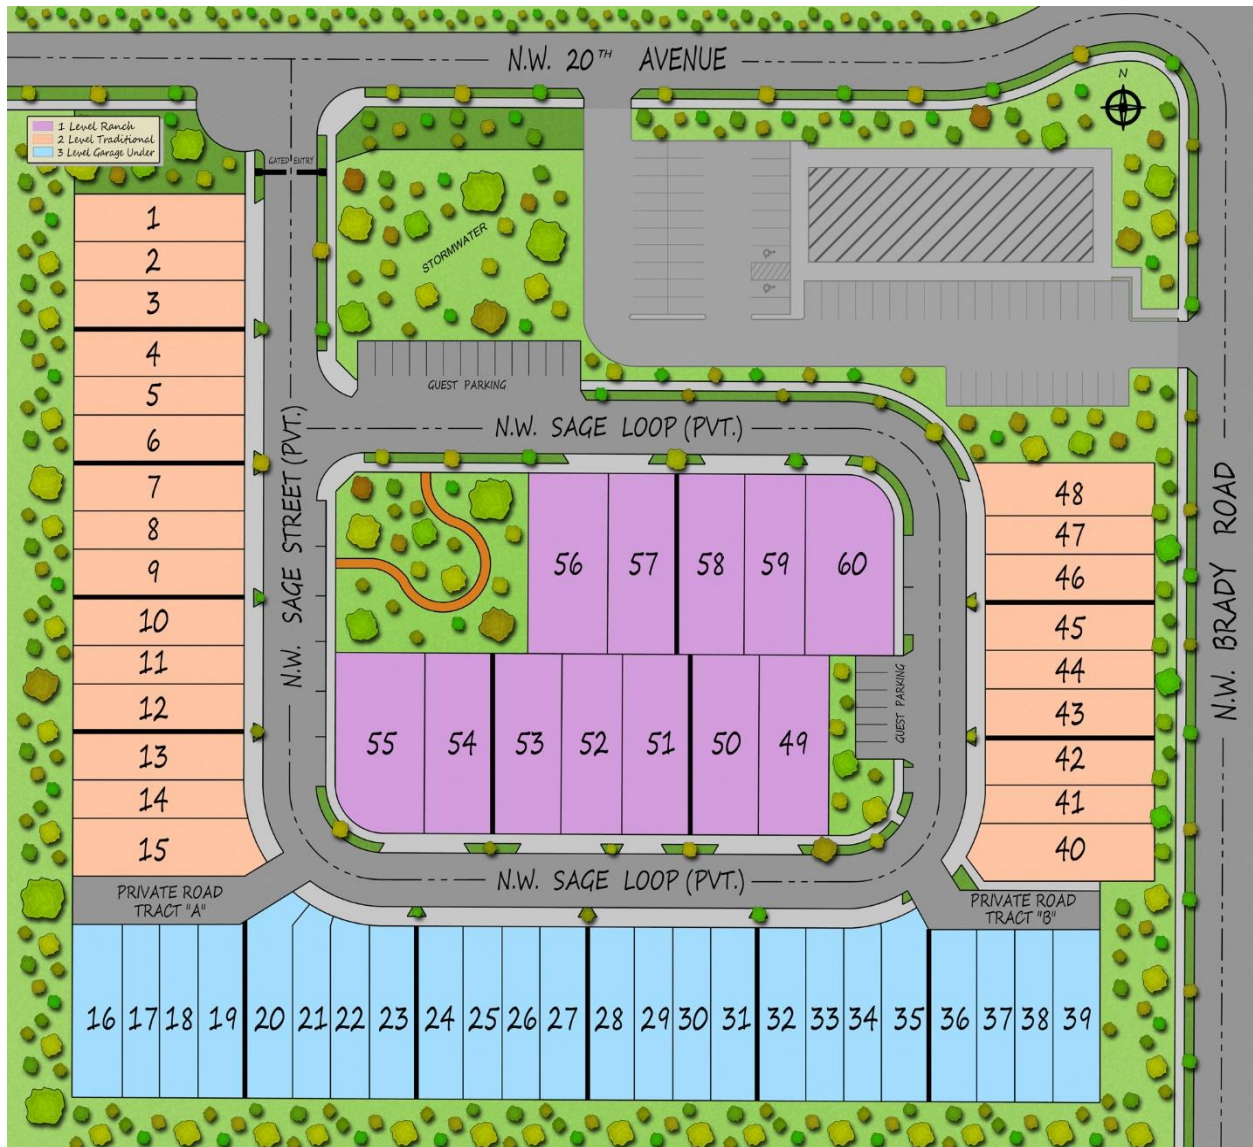 N.W. 20TH AVENUE
N
1 Level Ranch
2 Level Traditional
3 Level Garage Under
GATED ENTRY
STORMWATER
GUEST PARKING
N.W. SAGE LOOP (PVT.)
N.W. SAGE STREET (PVT.)
N.W. BRADY ROAD
1
2
3
4
5
6
7
8
9
10
11
12
13
14
15
56 57 58 59 60
55 54 53 52 51 50 49
GUEST PARKING
48
47
46
45
44
43
42
41
40
N.W. SAGE LOOP (PVT.)
PRIVATE ROAD
TRACT "A"
PRIVATE ROAD
TRACT "B"
16 17 18 19 20 21 22 23 24 25 26 27 28 29 30 31 32 33 34 35 36 37 38 39